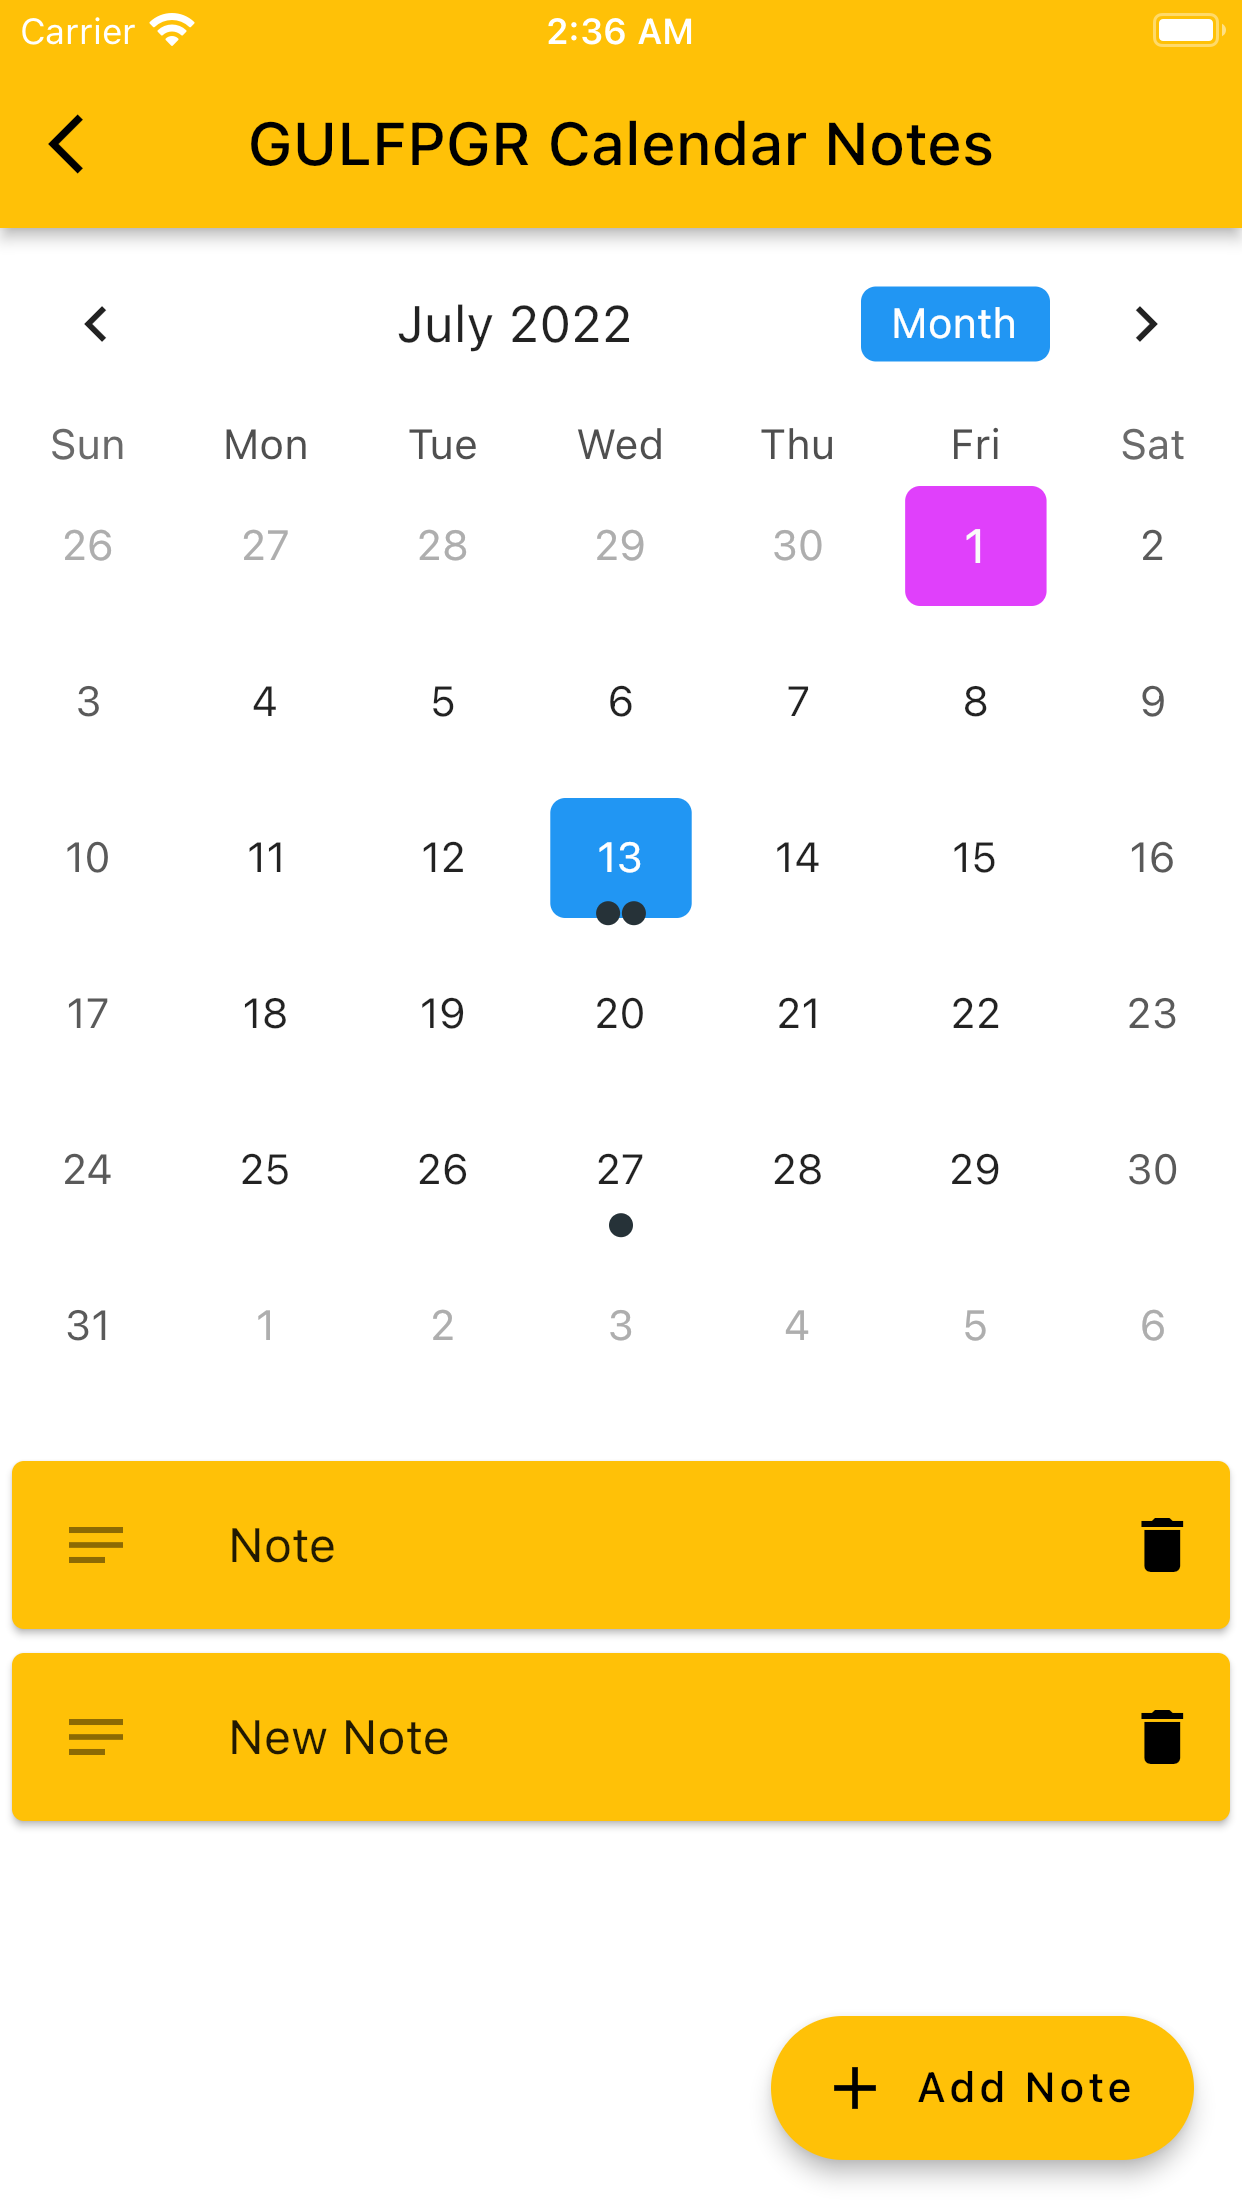 Carrier 2:36 AM
GULFPGR Calendar Notes
July 2022 Month
Sun Mon Tue Wed Thu Fri Sat
26 27 28 29 30 1 2
3 4 5 6 7 8 9
10 11 12 13 14 15 16
17 18 19 20 21 22 23
24 25 26 27 28 29 30
31 1 2 3 4 5 6
Note
New Note
+ Add Note